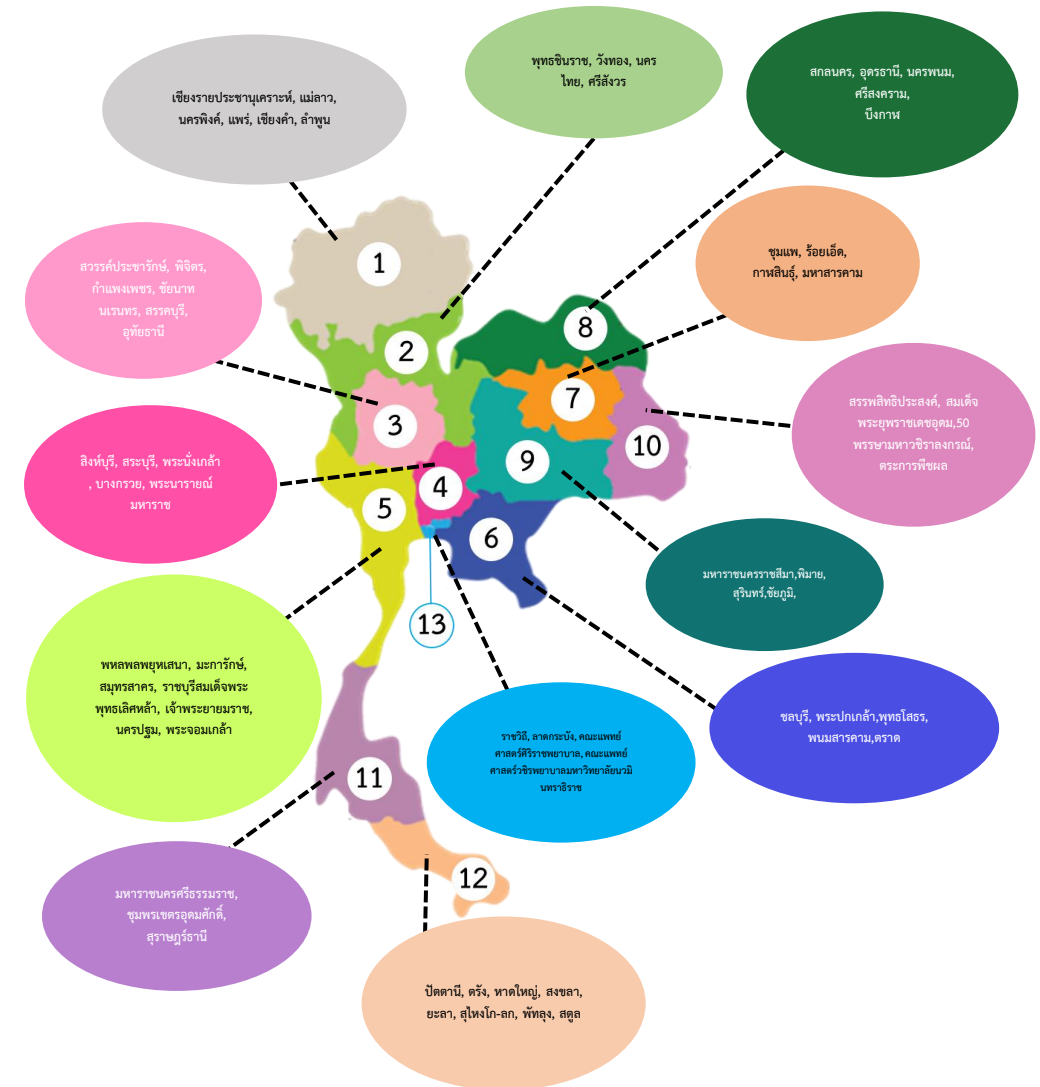 พุทธชินราช, วังทอง, นคร
ไทย, ศรีสังวร
สกลนคร, อุดรธานี, นครพนม,
ศรีสงคราม,
บึงกาฬ
เชียงรายประชานุเคราะห์, แม่ลาว,
นครพิงค์, แพร่, เชียงคำ, ลำพูน
ชุมแพ, ร้อยเอ็ด,
กาฬสินธุ์, มหาสารคาม
สวรรค์ประชารักษ์, พิจิตร,
กำแพงเพชร, ชัยนาท
นเรนทร, สรรคบุรี,
อุทัยธานี
1
8
2
7
3
สรรพสิทธิประสงค์, สมเด็จ
พระยุพราชเดชอุดม,50
พรรษามหาวชิราลงกรณ์,
ตระการพืชผล
10
9
สิงห์บุรี, สระบุรี, พระนั่งเกล้า
, บางกรวย, พระนารายณ์
มหาราช
4
5
6
มหาราชนครราชสีมา,พิมาย,
สุรินทร์,ชัยภูมิ,
13
พหลพลพยุหเสนา, มะการักษ์,
สมุทรสาคร, ราชบุรีสมเด็จพระ
พุทธเลิศหล้า, เจ้าพระยายมราช,
นครปฐม, พระจอมเกล้า
ชลบุรี, พระปกเกล้า,พุทธโสธร,
พนมสารคาม,ตราด
ราชวิถี, ลาดกระบัง, คณะแพทย์
ศาสตร์ศิริราชพยาบาล, คณะแพทย์
ศาสตร์วชิรพยาบาลมหาวิทยาลัยนวมิ
นทราธิราช
11
12
มหาราชนครศรีธรรมราช,
ชุมพรเขตรอุดมศักดิ์,
สุราษฎร์ธานี
ปัตตานี, ตรัง, หาดใหญ่, สงขลา,
ยะลา, สุไหงโก-ลก, พัทลุง, สตูล